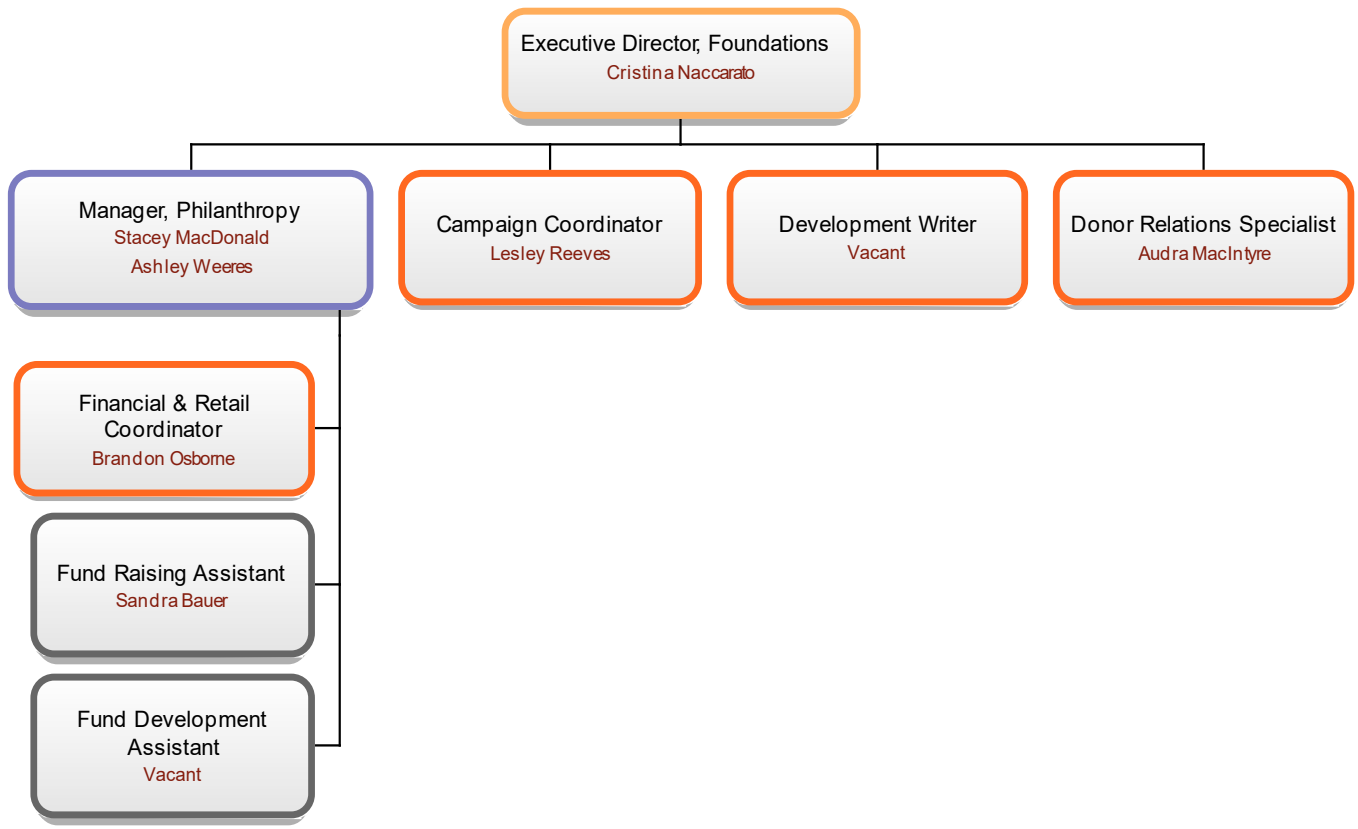 Executive Director, Foundations
Cristina Naccarato
Manager, Philanthropy
Stacey MacDonald
Ashley Weeres
Campaign Coordinator
Lesley Reeves
Development Writer
Vacant
Donor Relations Specialist
Audra MacIntyre
Financial & Retail
Coordinator
Brandon Osborne
Fund Raising Assistant
Sandra Bauer
Fund Development
Assistant
Vacant